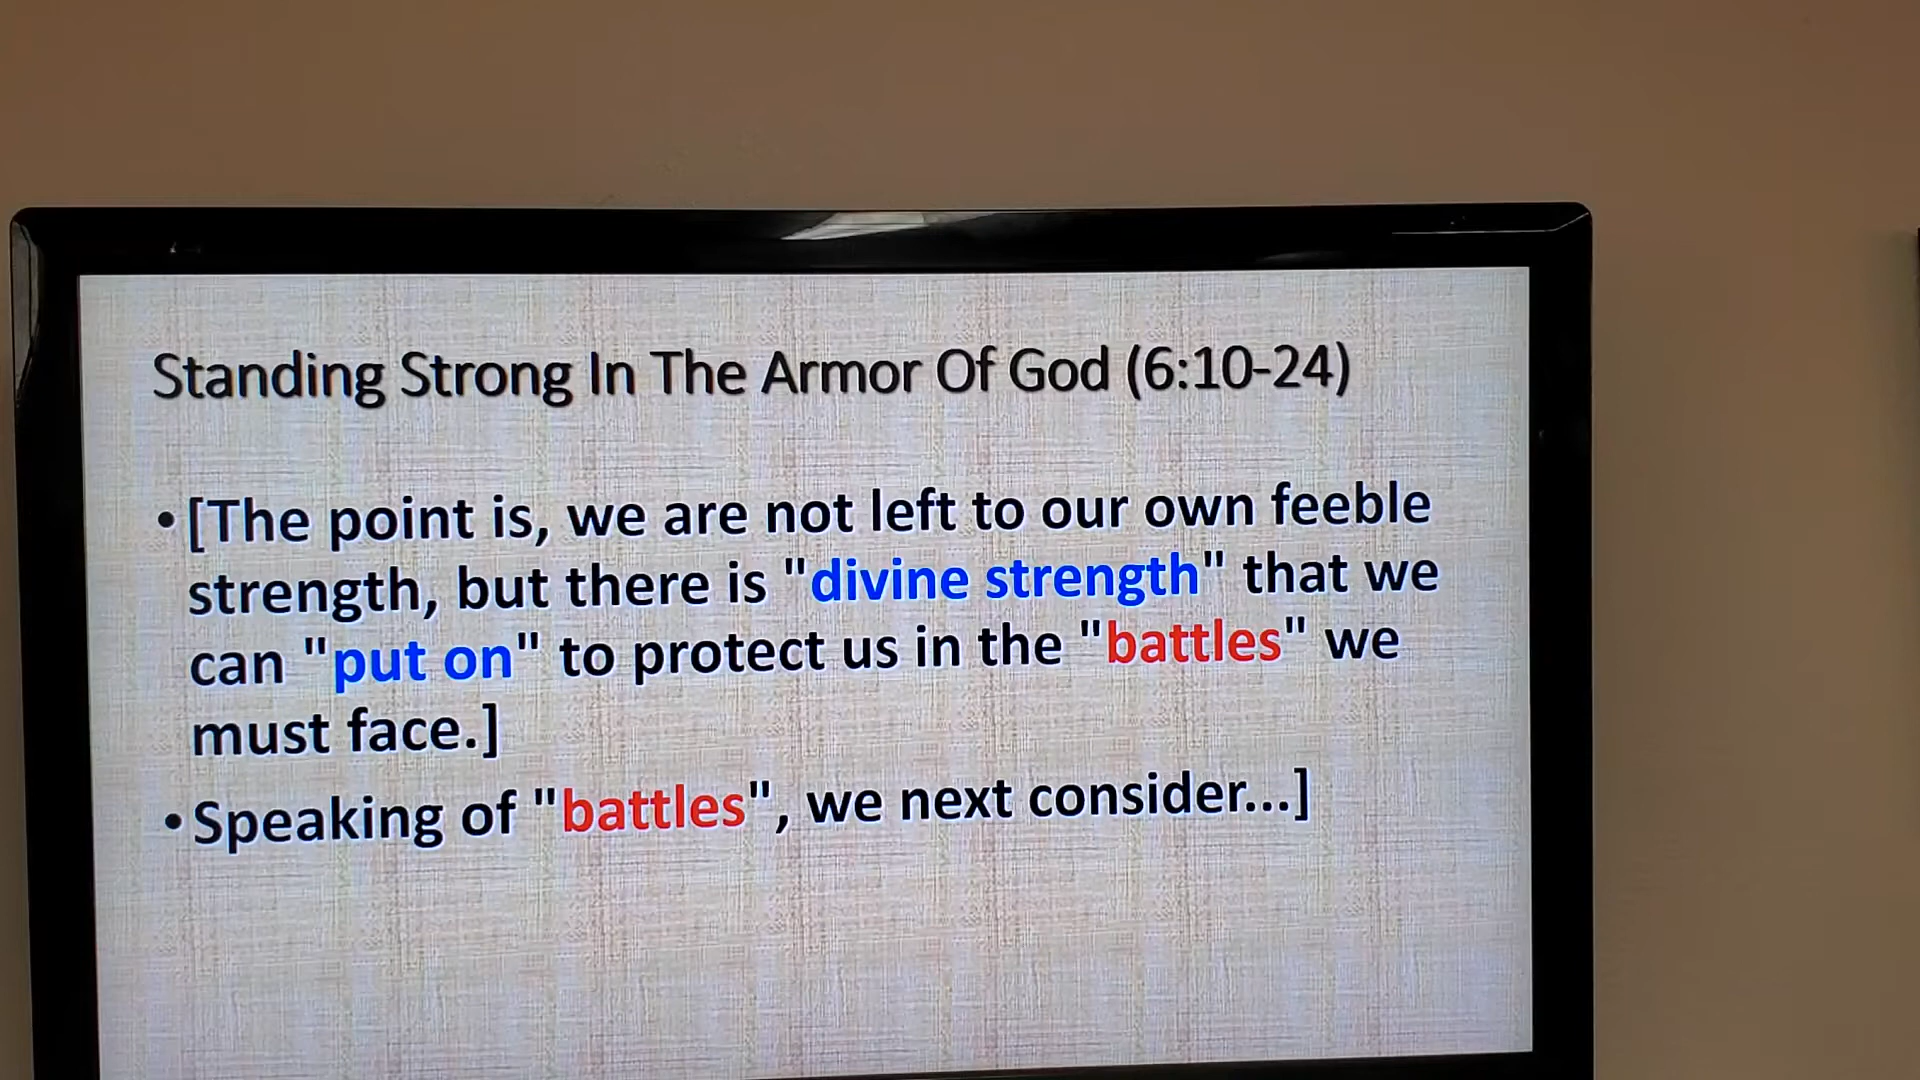 Standing Strong In The Armor Of God (6:10-24)
•[The point is, we are not left to our own feeble
strength, but there is "divine strength" that we
can "put on" to protect us in the "battles" we
must face.]
•Speaking of "battles", we next consider...]